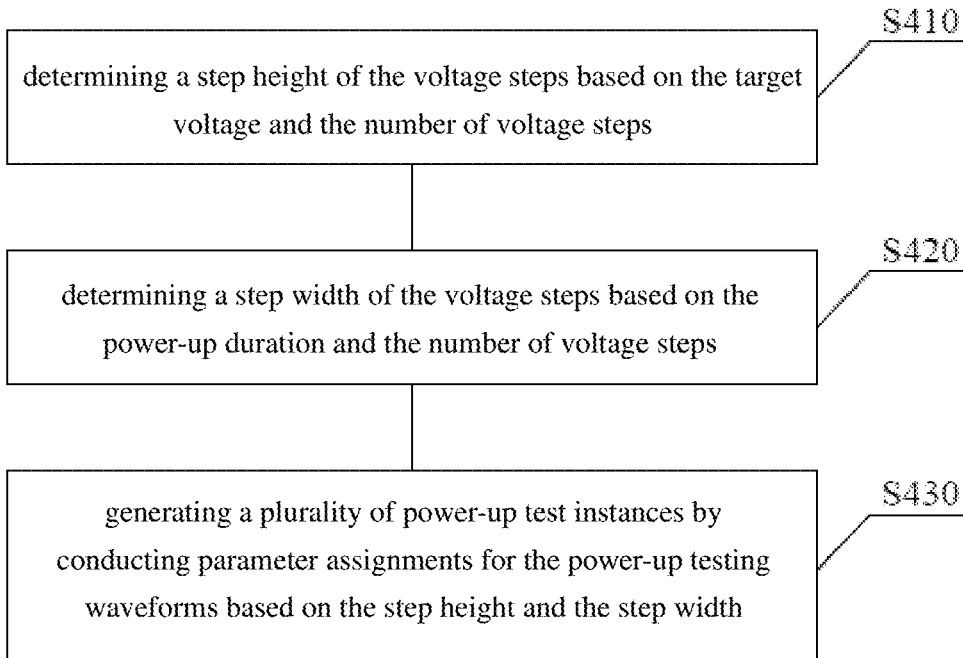 S410
determining a step height of the voltage steps based on the target
voltage and the number of voltage steps
S420
determining a step width of the voltage steps based on the
power-up duration and the number of voltage steps
S430
generating a plurality of power-up test instances by
conducting parameter assignments for the power-up testing
waveforms based on the step height and the step width